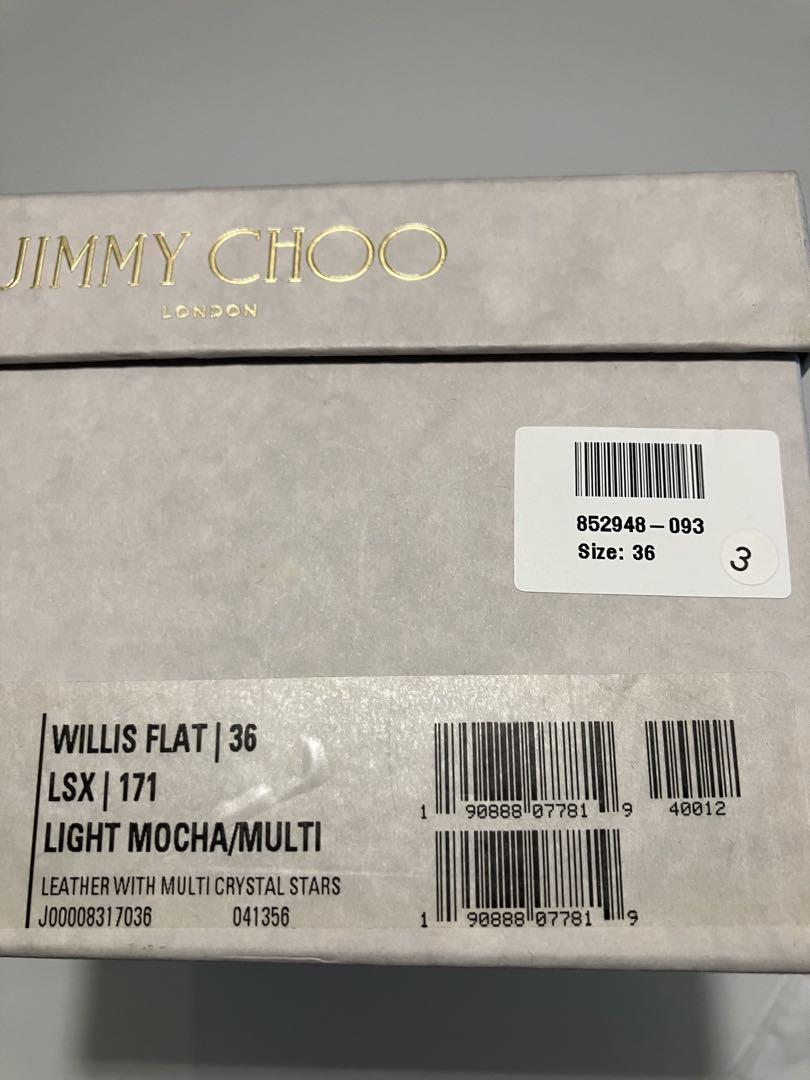 JIMMY CHOO
LONDON
852948-093
Size: 36
3
WILLIS FLAT | 36
LSX | 171
LIGHT MOCHA/MULTI
LEATHER WITH MULTI CRYSTAL STARS
J00008317036 041356
1 90888 07781 9
40012
1 90888 07781 9